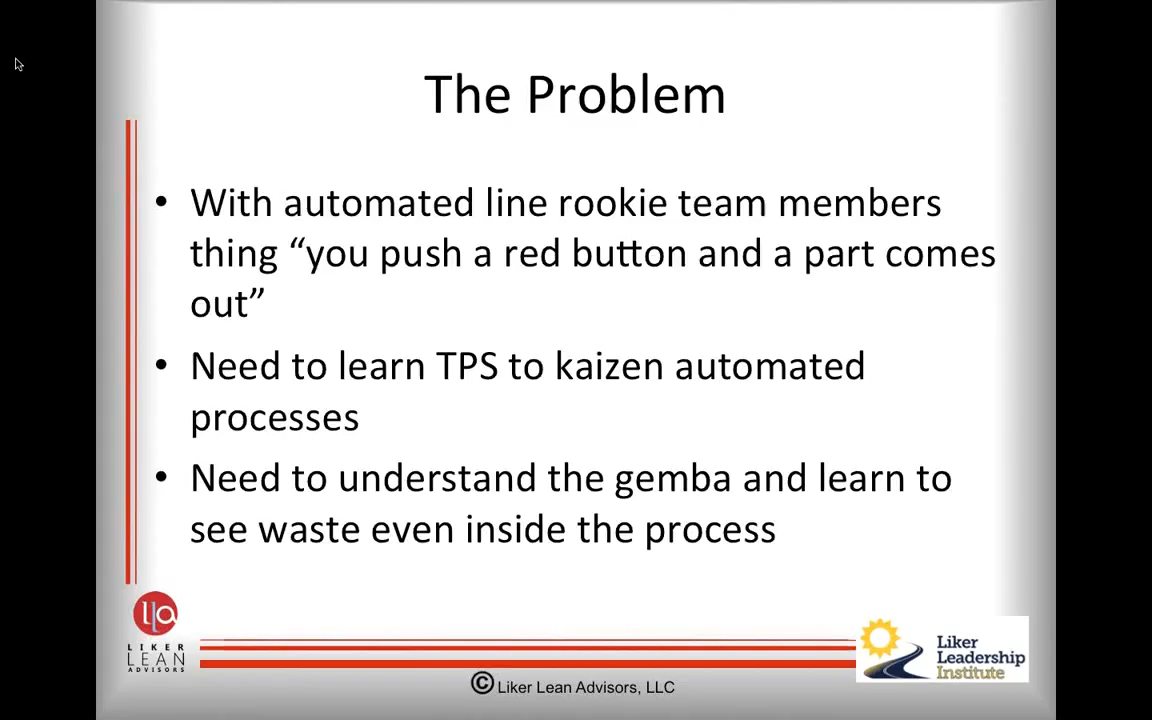 The Problem
• With automated line rookie team members
thing “you push a red button and a part comes
out”
• Need to learn TPS to kaizen automated
processes
• Need to understand the gemba and learn to
see waste even inside the process
lla
LIKER
LEAN
ADVISORS
© Liker Lean Advisors, LLC
Liker
Leadership
Institute